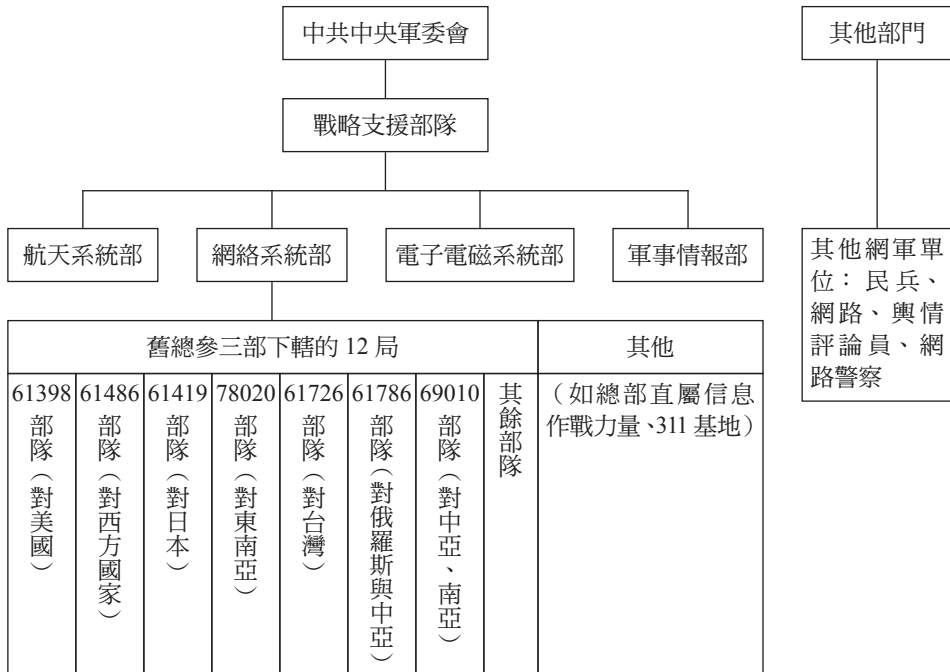 中共中央軍委會
其他部門
戰略支援部隊
航天系統部
網絡系統部
電子電磁系統部
軍事情報部
其他網軍單
位：民兵、
網路、輿情
評論員、網
路警察
舊總參三部下轄的 12 局
其他
61398
部隊（對美國）
61486
部隊（對西方國家）
61419
部隊（對日本）
78020
部隊（對東南亞）
61726
部隊（對台灣）
61786
部隊（對俄羅斯與中亞）
69010
部隊（對中亞、南亞）
其餘部隊
（如總部直屬信息
作戰力量、311 基地）